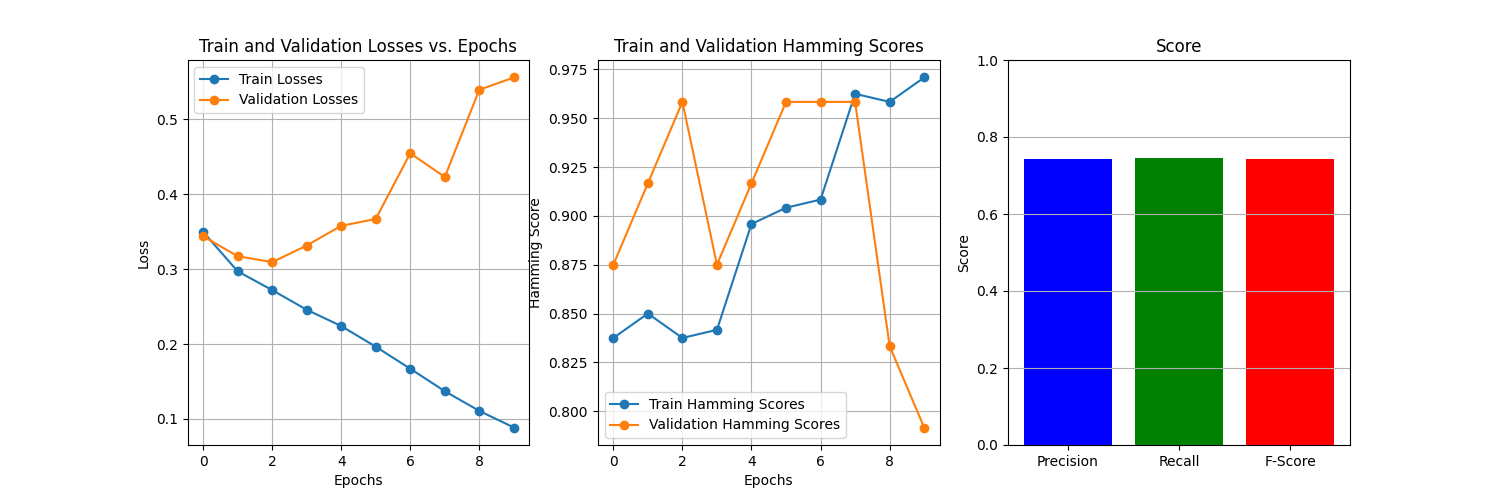 Train and Validation Losses vs. Epochs
Train Losses
Validation Losses
0.5
0.4
0.3
0.2
0.1
Loss
0 2 4 6 8
Epochs
Train and Validation Hamming Scores
0.975
0.950
0.925
0.900
0.875
0.850
0.825
0.800
Hamming Score
Train Hamming Scores
Validation Hamming Scores
0 2 4 6 8
Epochs
Score
1.0
0.8
0.6
0.4
0.2
0.0
Score
Precision Recall F-Score